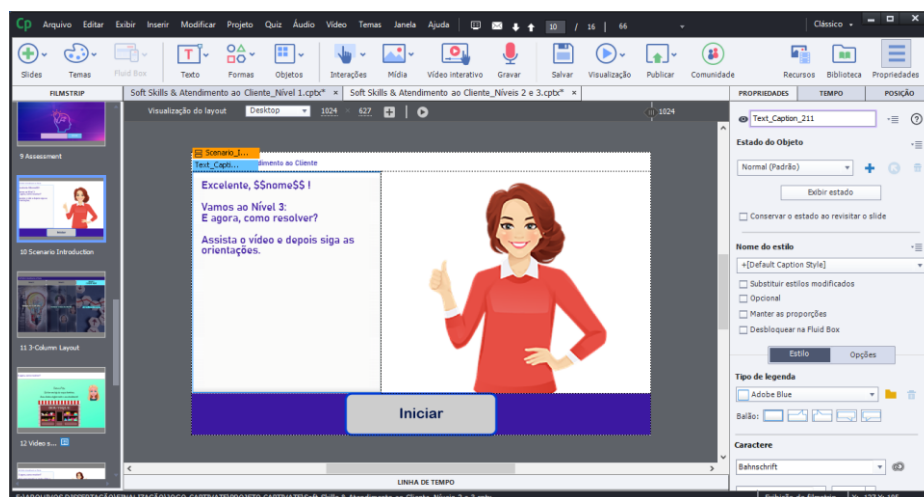 Cp Arquivo Editar Exibir Inserir Modificar Projeto Quiz Áudio Vídeo Temas Janela Ajuda 10 / 16 66 Clássico
Slides Temas Fluid Box Texto Formas Objetos Interações Mídia Vídeo interativo Gravar Salvar Visualização Publicar Comunidade Recursos Biblioteca Propriedades
FILMSTRIP
Soft Skills & Atendimento ao Cliente_Nível 1.cptx* × Soft Skills & Atendimento ao Cliente_Níveis 2 e 3.cptx* ×
PROPRIEDADES TEMPO POSIÇÃO
Visualização do layout Desktop 1024 × 627 1024
9 Assessment
10 Scenario Introduction
11 3-Column Layout
12 Video s...
Scenario_I...
Text_Capti... dimento ao Cliente
Excelente, $$nome$$ !
Vamos ao Nível 3:
E agora, como resolver?
Assista o vídeo e depois siga as
orientações.
Iniciar
LINHA DE TEMPO
Text_Caption_211
Estado do Objeto
Normal (Padrão)
Exibir estado
Conservar o estado ao revisitar o slide
Nome do estilo
+[Default Caption Style]
Substituir estilos modificados
Opcional
Manter as proporções
Desbloquear na Fluid Box
Estilo Opções
Tipo de legenda
Adobe Blue
Balão:
Caractere
Bahnschrift